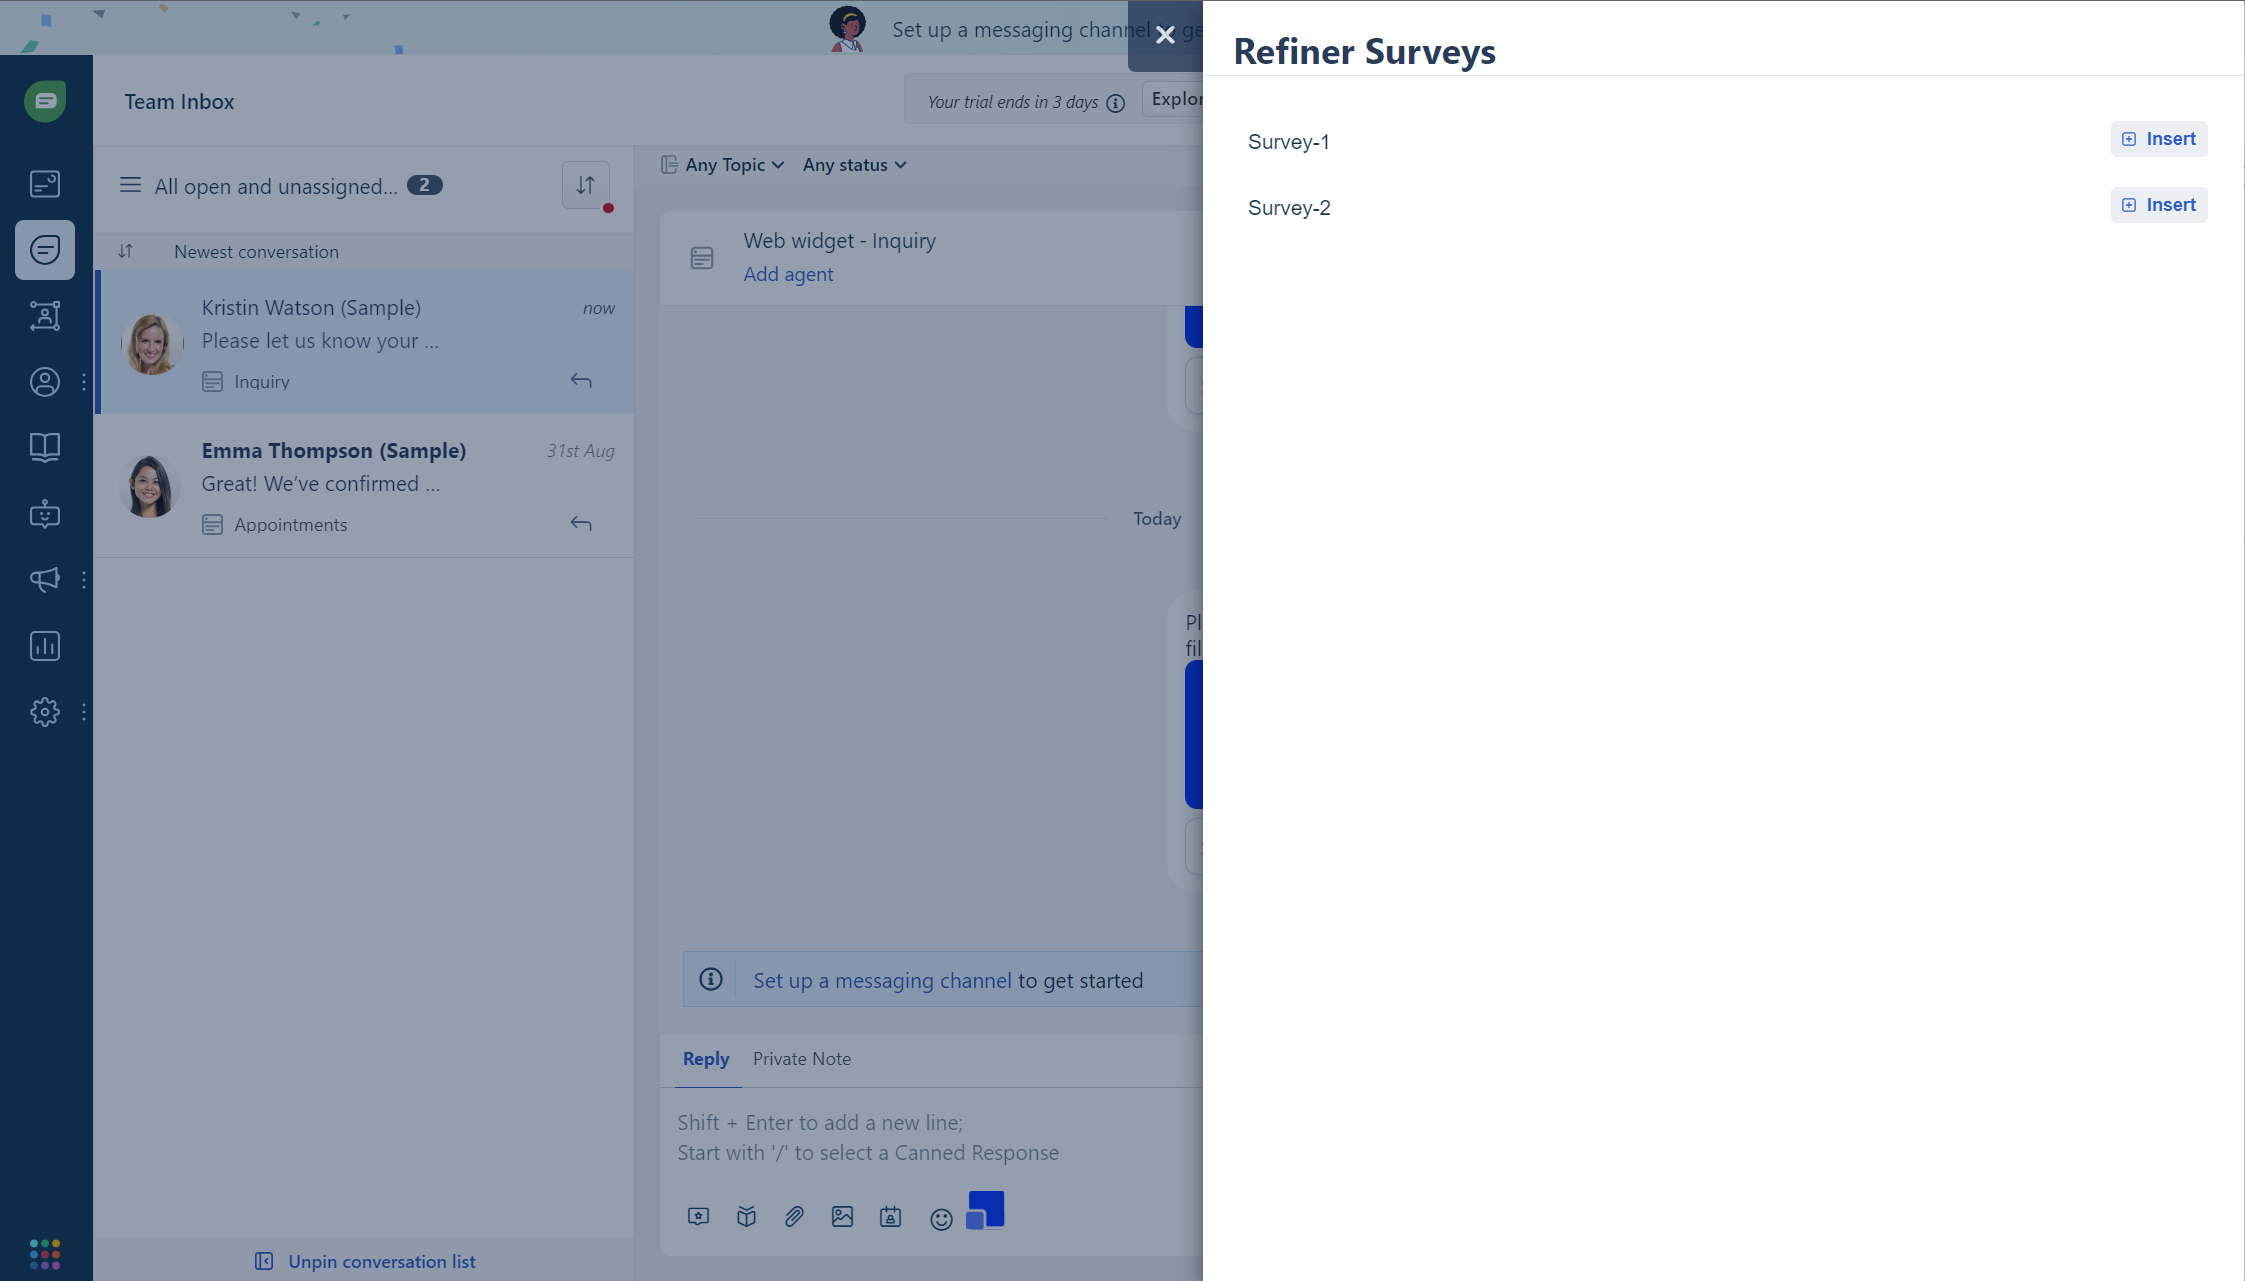 Set up a messaging channel to ge
Refiner Surveys
Team Inbox
Your trial ends in 3 days
Explor
Survey-1
Insert
Survey-2
Insert
All open and unassigned... 2
Any Topic
Any status
Newest conversation
Web widget - Inquiry
Add agent
Kristin Watson (Sample)
now
Please let us know your ...
Inquiry
Emma Thompson (Sample)
31st Aug
Great! We've confirmed ...
Appointments
Today
Pl
fil
Set up a messaging channel to get started
Reply
Private Note
Shift + Enter to add a new line;
Start with '/' to select a Canned Response
Unpin conversation list